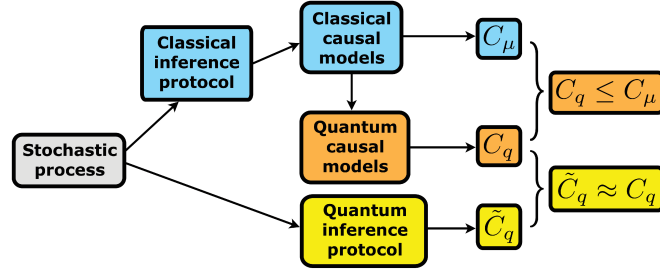 Stochastic
process
Classical
inference
protocol
Classical
causal
models
Quantum
causal
models
Quantum
inference
protocol
C_μ
C_q
C̃_q
C_q ≤ C_μ
C̃_q ≈ C_q